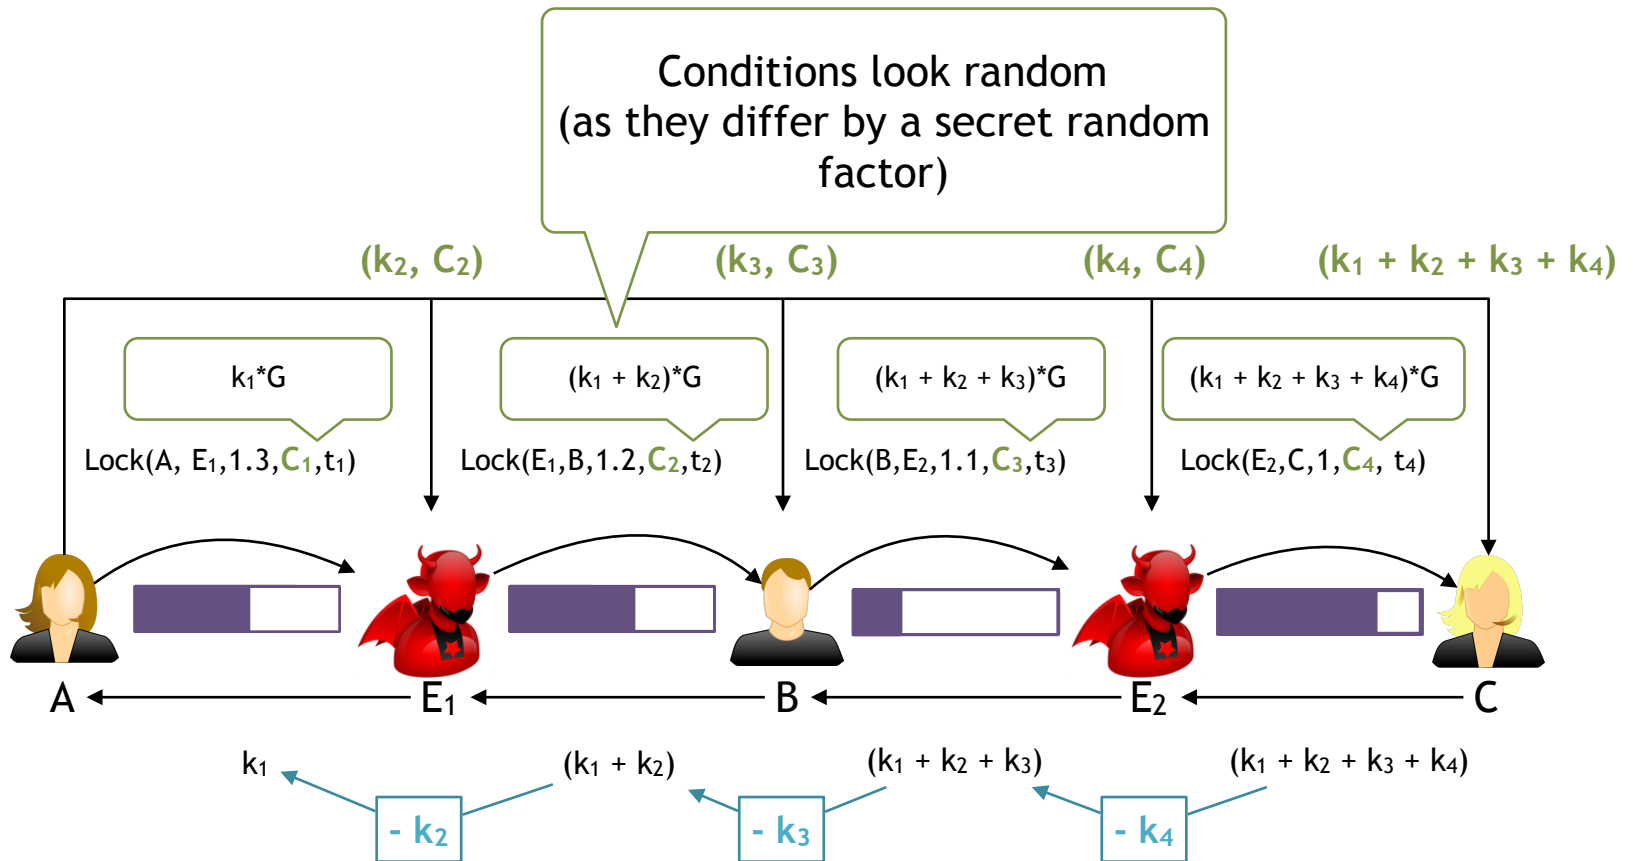 Conditions look random
(as they differ by a secret random
factor)
(k₂, C₂)
(k₃, C₃)
(k₄, C₄)
(k₁ + k₂ + k₃ + k₄)
k₁*G
(k₁ + k₂)*G
(k₁ + k₂ + k₃)*G
(k₁ + k₂ + k₃ + k₄)*G
Lock(A, E₁,1.3,C₁,t₁)
Lock(E₁,B,1.2,C₂,t₂)
Lock(B,E₂,1.1,C₃,t₃)
Lock(E₂,C,1,C₄, t₄)
A
E₁
B
E₂
C
k₁
(k₁ + k₂)
(k₁ + k₂ + k₃)
(k₁ + k₂ + k₃ + k₄)
- k₂
- k₃
- k₄